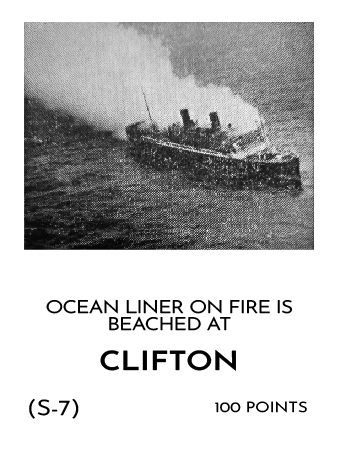 OCEAN LINER ON FIRE IS
BEACHED AT
CLIFTON
(S-7)
100 POINTS